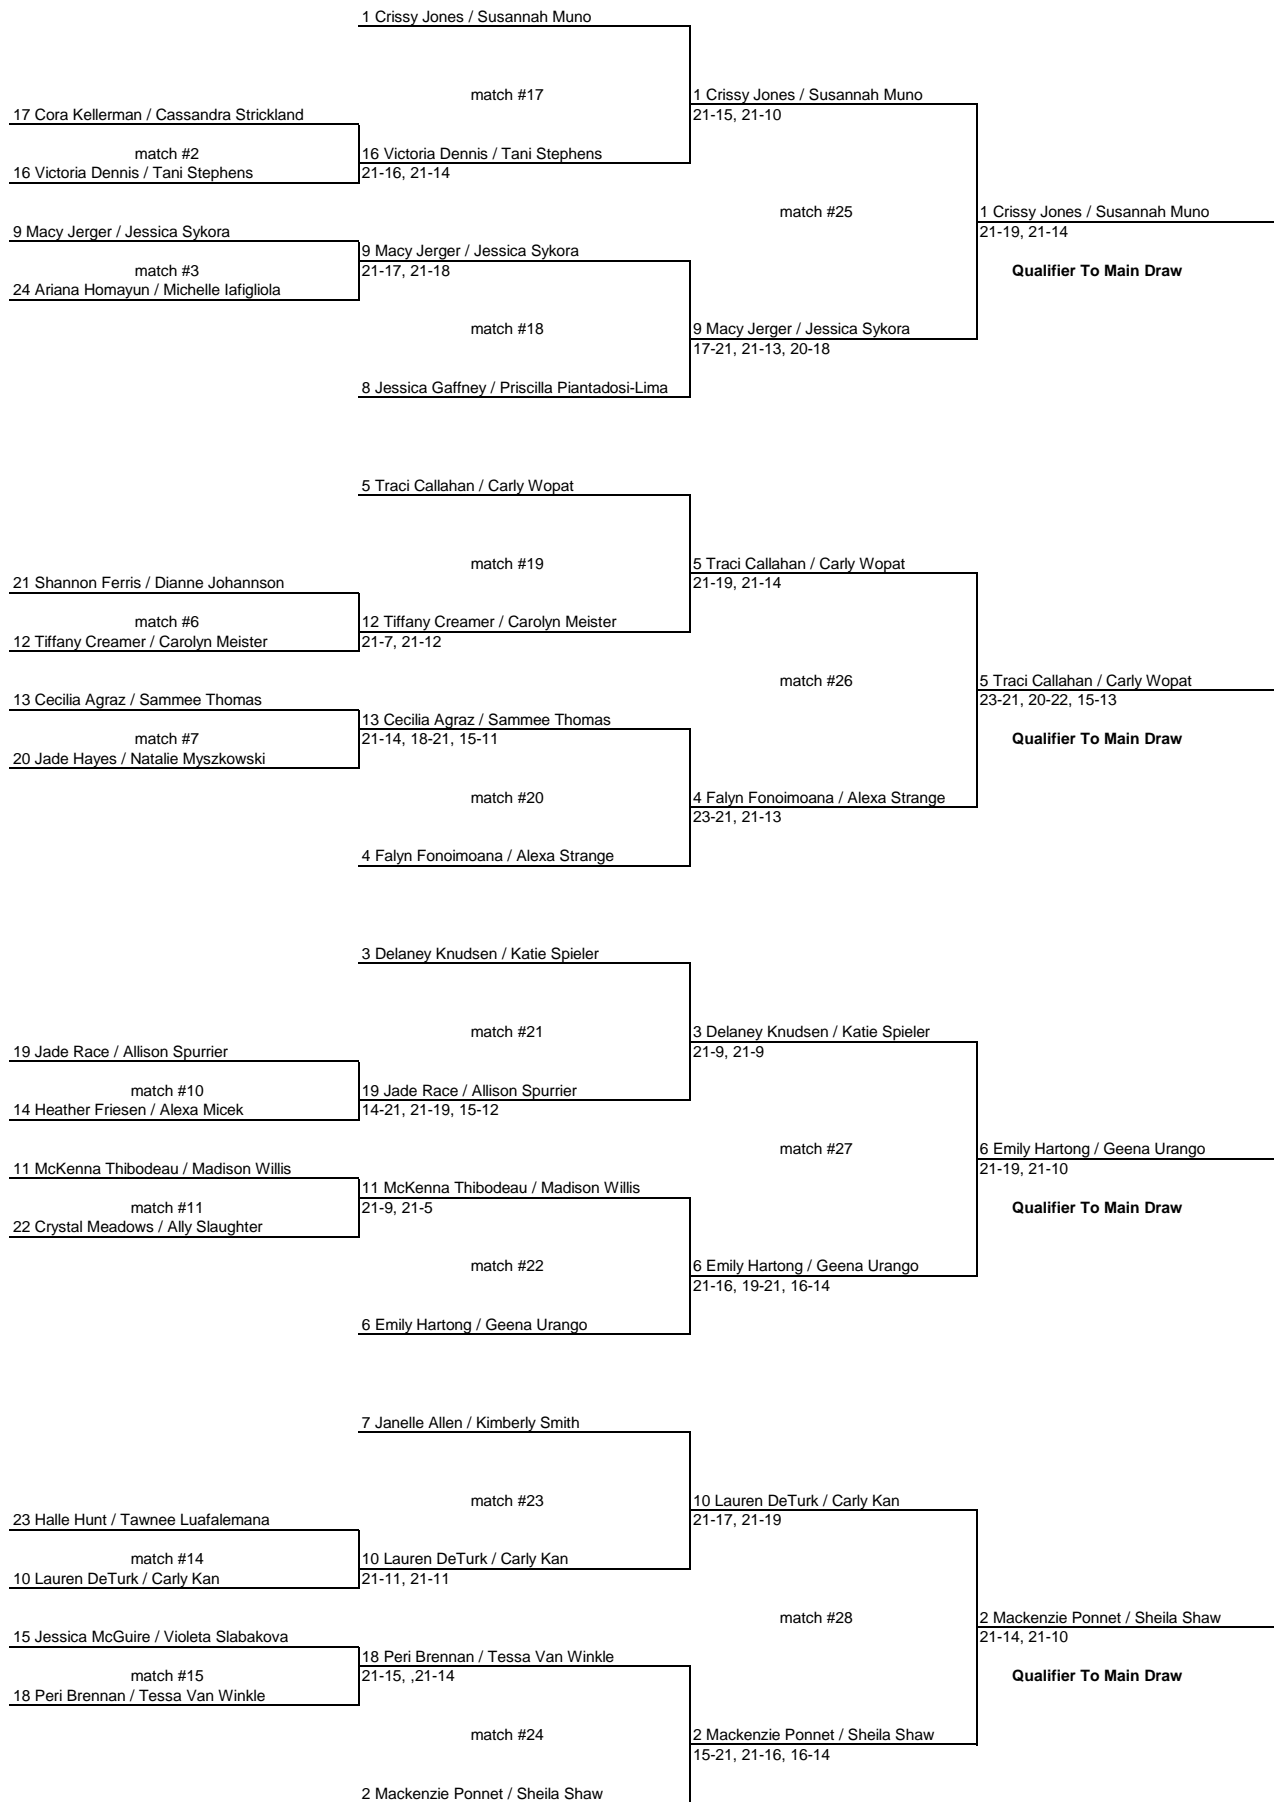 1 Crissy Jones / Susannah Muno
match #17
1 Crissy Jones / Susannah Muno
17 Cora Kellerman / Cassandra Strickland
21-15, 21-10
match #2
16 Victoria Dennis / Tani Stephens
16 Victoria Dennis / Tani Stephens
21-16, 21-14
match #25
1 Crissy Jones / Susannah Muno
9 Macy Jerger / Jessica Sykora
21-19, 21-14
9 Macy Jerger / Jessica Sykora
match #3
21-17, 21-18
Qualifier To Main Draw
24 Ariana Homayun / Michelle Iafigliola
match #18
9 Macy Jerger / Jessica Sykora
17-21, 21-13, 20-18
8 Jessica Gaffney / Priscilla Piantadosi-Lima
5 Traci Callahan / Carly Wopat
match #19
5 Traci Callahan / Carly Wopat
21 Shannon Ferris / Dianne Johannson
21-19, 21-14
match #6
12 Tiffany Creamer / Carolyn Meister
12 Tiffany Creamer / Carolyn Meister
21-7, 21-12
match #26
5 Traci Callahan / Carly Wopat
13 Cecilia Agraz / Sammee Thomas
23-21, 20-22, 15-13
13 Cecilia Agraz / Sammee Thomas
match #7
21-14, 18-21, 15-11
Qualifier To Main Draw
20 Jade Hayes / Natalie Myszkowski
match #20
4 Falyn Fonoimoana / Alexa Strange
23-21, 21-13
4 Falyn Fonoimoana / Alexa Strange
3 Delaney Knudsen / Katie Spieler
match #21
3 Delaney Knudsen / Katie Spieler
19 Jade Race / Allison Spurrier
21-9, 21-9
match #10
19 Jade Race / Allison Spurrier
14 Heather Friesen / Alexa Micek
14-21, 21-19, 15-12
match #27
6 Emily Hartong / Geena Urango
11 McKenna Thibodeau / Madison Willis
21-19, 21-10
11 McKenna Thibodeau / Madison Willis
match #11
21-9, 21-5
Qualifier To Main Draw
22 Crystal Meadows / Ally Slaughter
match #22
6 Emily Hartong / Geena Urango
21-16, 19-21, 16-14
6 Emily Hartong / Geena Urango
7 Janelle Allen / Kimberly Smith
match #23
10 Lauren DeTurk / Carly Kan
23 Halle Hunt / Tawnee Luafalemana
21-17, 21-19
match #14
10 Lauren DeTurk / Carly Kan
10 Lauren DeTurk / Carly Kan
21-11, 21-11
match #28
2 Mackenzie Ponnet / Sheila Shaw
15 Jessica McGuire / Violeta Slabakova
21-14, 21-10
18 Peri Brennan / Tessa Van Winkle
match #15
21-15, ,21-14
Qualifier To Main Draw
18 Peri Brennan / Tessa Van Winkle
match #24
2 Mackenzie Ponnet / Sheila Shaw
15-21, 21-16, 16-14
2 Mackenzie Ponnet / Sheila Shaw